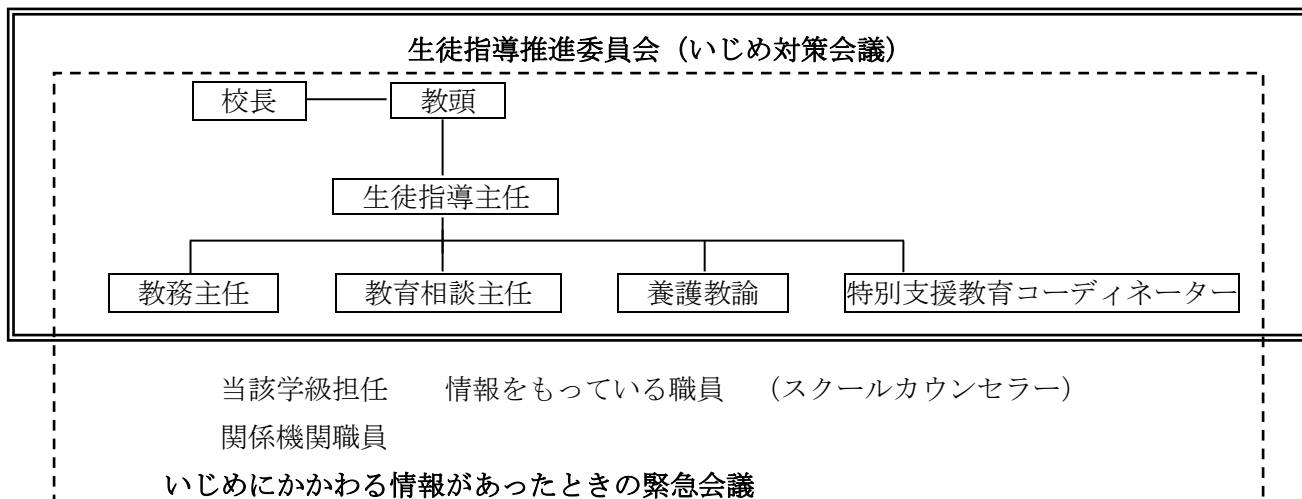 生徒指導推進委員会（いじめ対策会議）
校長 教頭
生徒指導主任
教務主任 教育相談主任 養護教諭 特別支援教育コーディネーター
当該学級担任 情報をもっている職員 （スクールカウンセラー）
関係機関職員
いじめにかかわる情報があったときの緊急会議